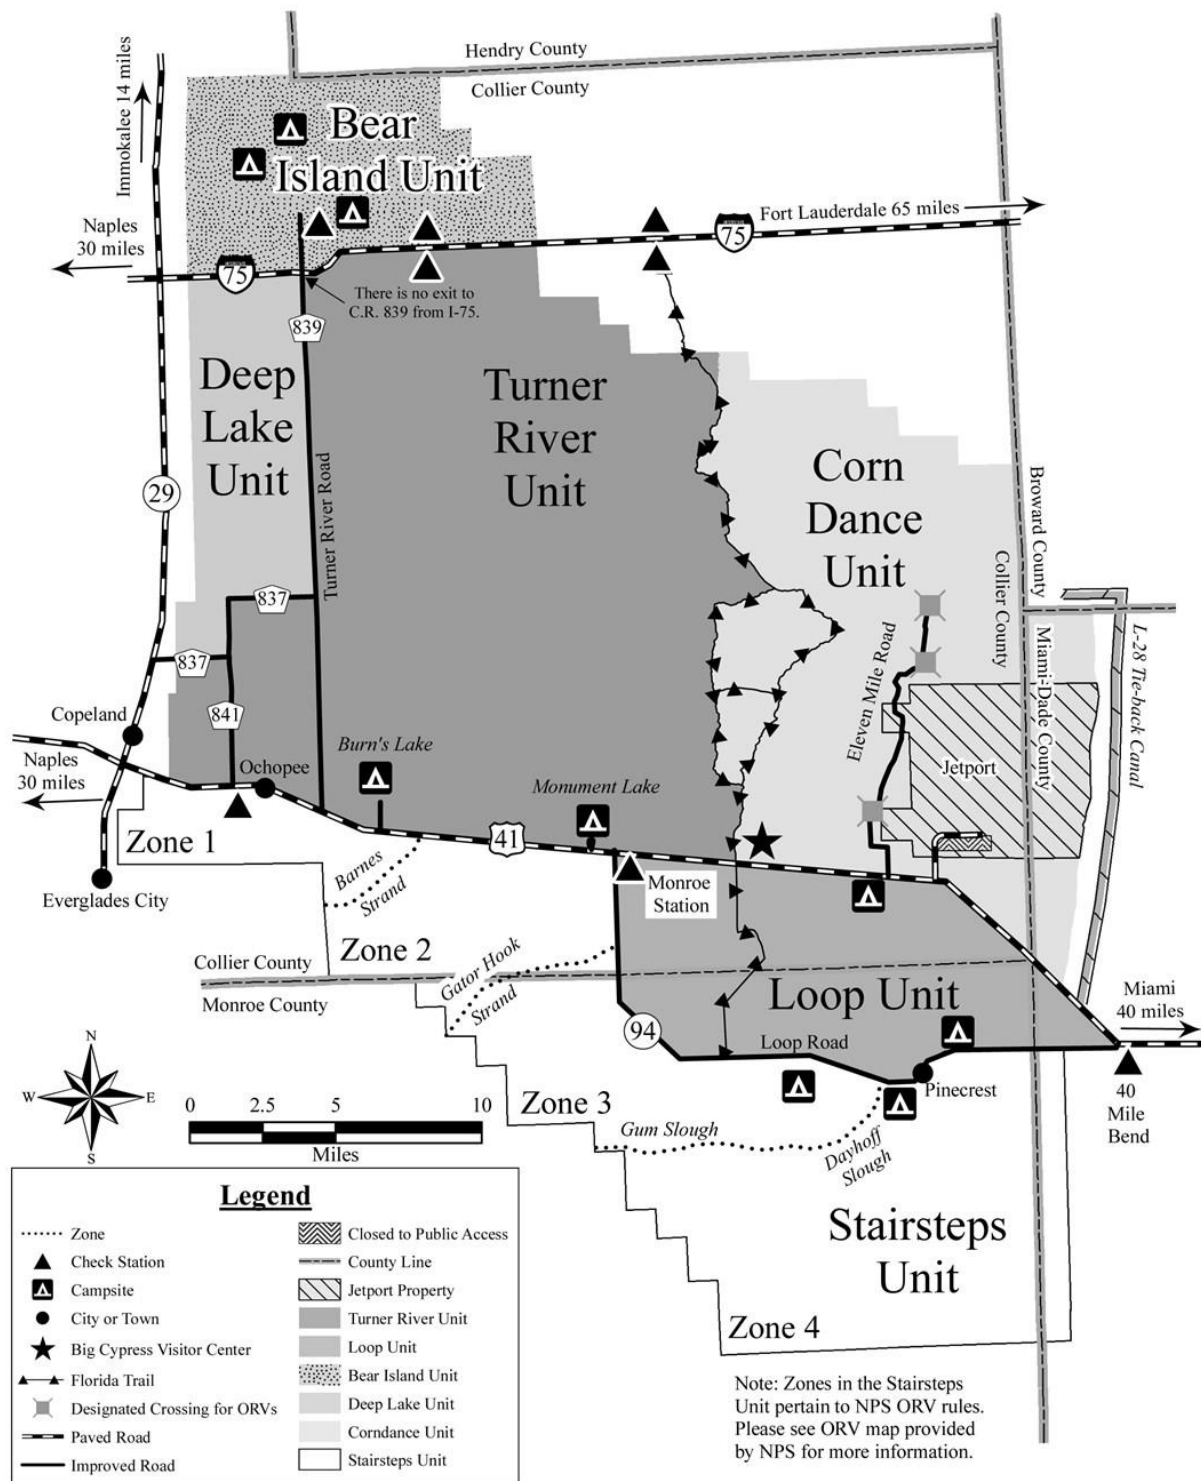 Hendry County
Collier County
Immokalee 14 miles
Bear
Island Unit
Naples
30 miles
Fort Lauderdale 65 miles
75
75
There is no exit to
C.R. 839 from I-75.
839
Deep
Lake
Unit
Turner
River
Unit
Corn
Dance
Unit
29
Turner River Road
Broward County
Collier County
Miami-Dade County
L-28 Tie-back Canal
837
837
841
Eleven Mile Road
Jetport
Copeland
Naples
30 miles
Ochopee
Burn's Lake
Monument Lake
41
Zone 1
Everglades City
Barnes
Strand
Monroe
Station
Zone 2
Collier County
Monroe County
Gator Hook
Strand
Loop Unit
94
Loop Road
Miami
40 miles
Pinecrest
40
Mile
Bend
N
W
E
S
0
2.5
5
10
Miles
Zone 3
Gum Slough
Dayhoff
Slough
Stairsteps
Unit
Zone 4
Legend
Zone
Check Station
Campsite
City or Town
Big Cypress Visitor Center
Florida Trail
Designated Crossing for ORVs
Paved Road
Improved Road
Closed to Public Access
County Line
Jetport Property
Turner River Unit
Loop Unit
Bear Island Unit
Deep Lake Unit
Corndance Unit
Stairsteps Unit
Note: Zones in the Stairsteps
Unit pertain to NPS ORV rules.
Please see ORV map provided
by NPS for more information.